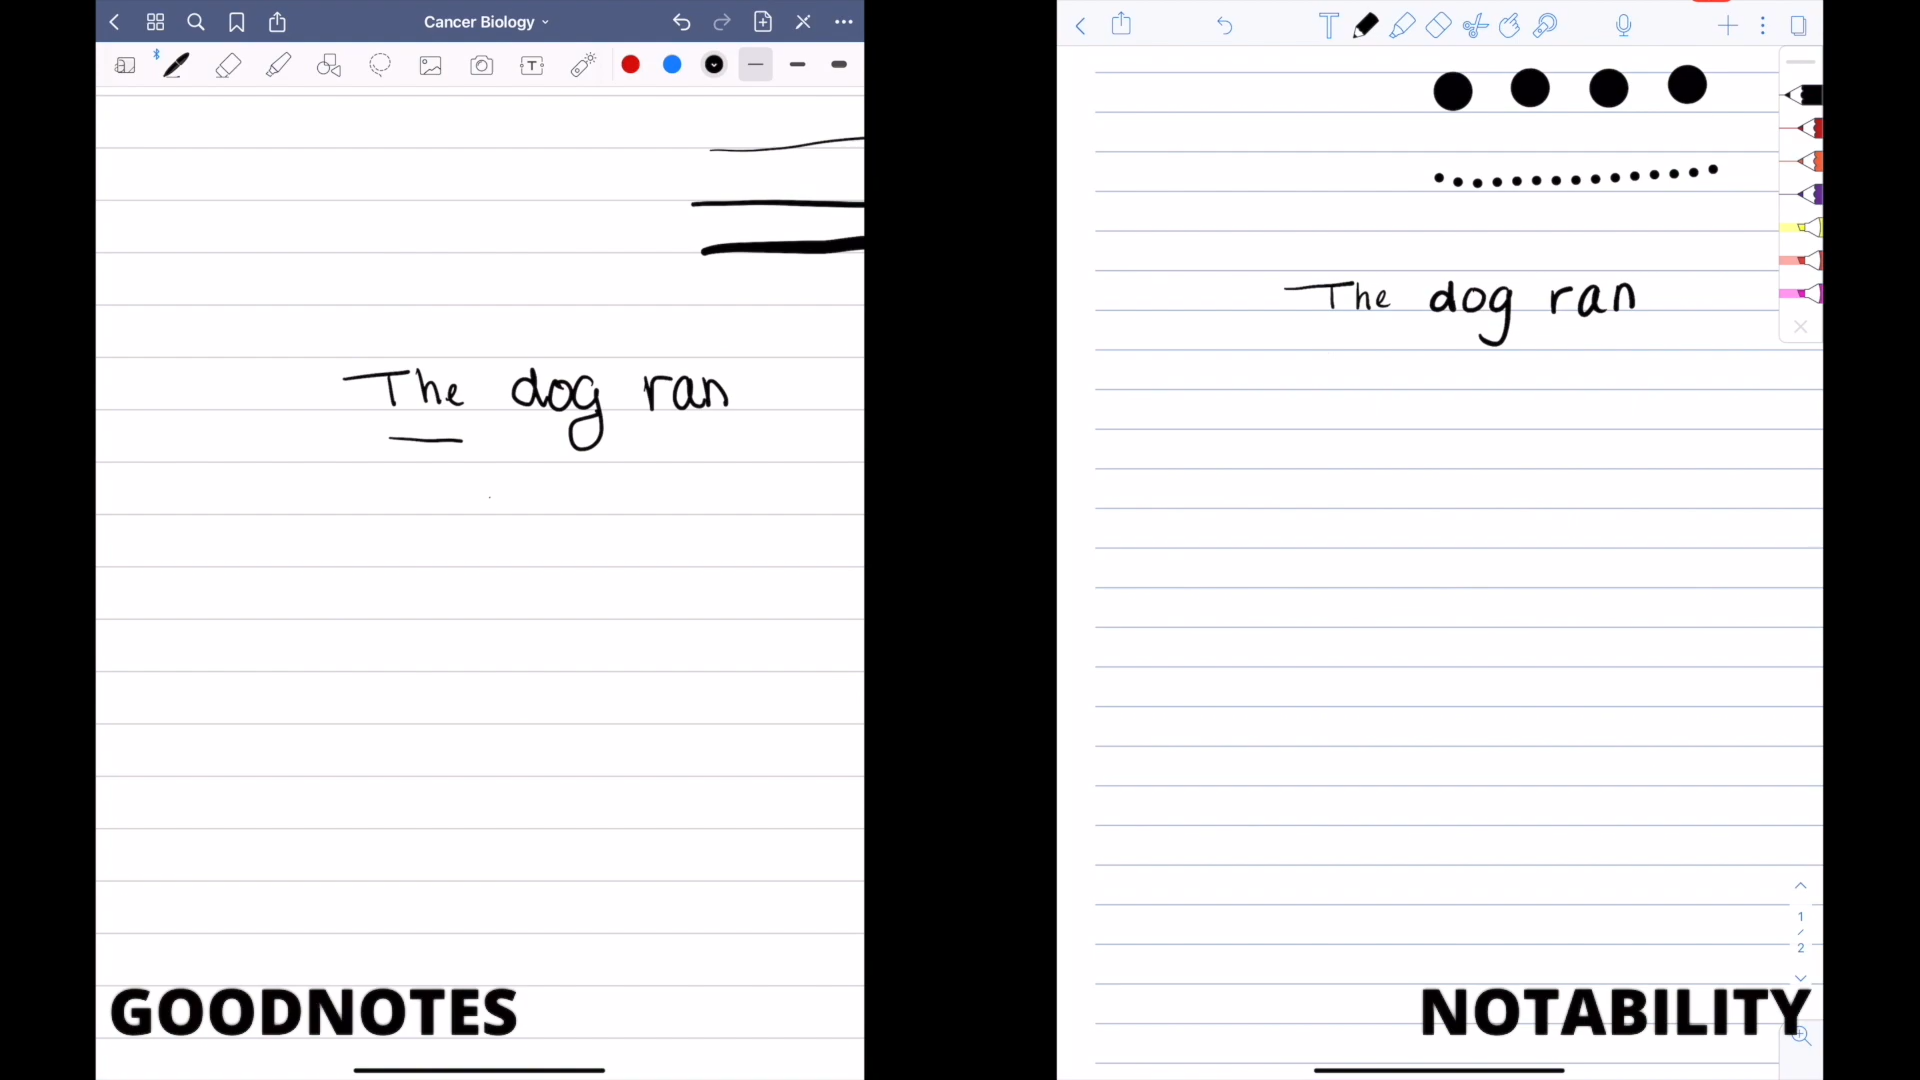 Cancer Biology
The dog ran
GOODNOTES
The dog ran
1
/
2
NOTABILITY